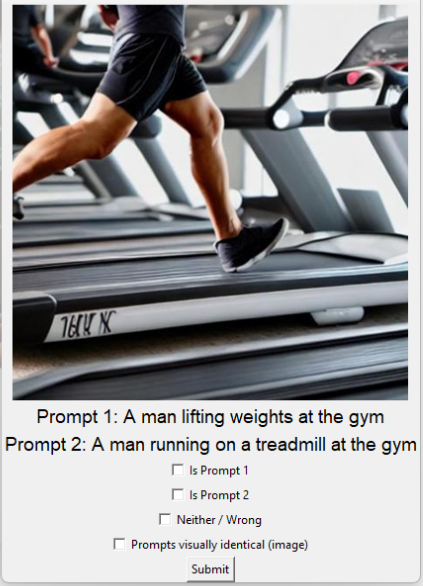 Prompt 1: A man lifting weights at the gym
Prompt 2: A man running on a treadmill at the gym
Is Prompt 1
Is Prompt 2
Neither / Wrong
Prompts visually identical (image)
Submit